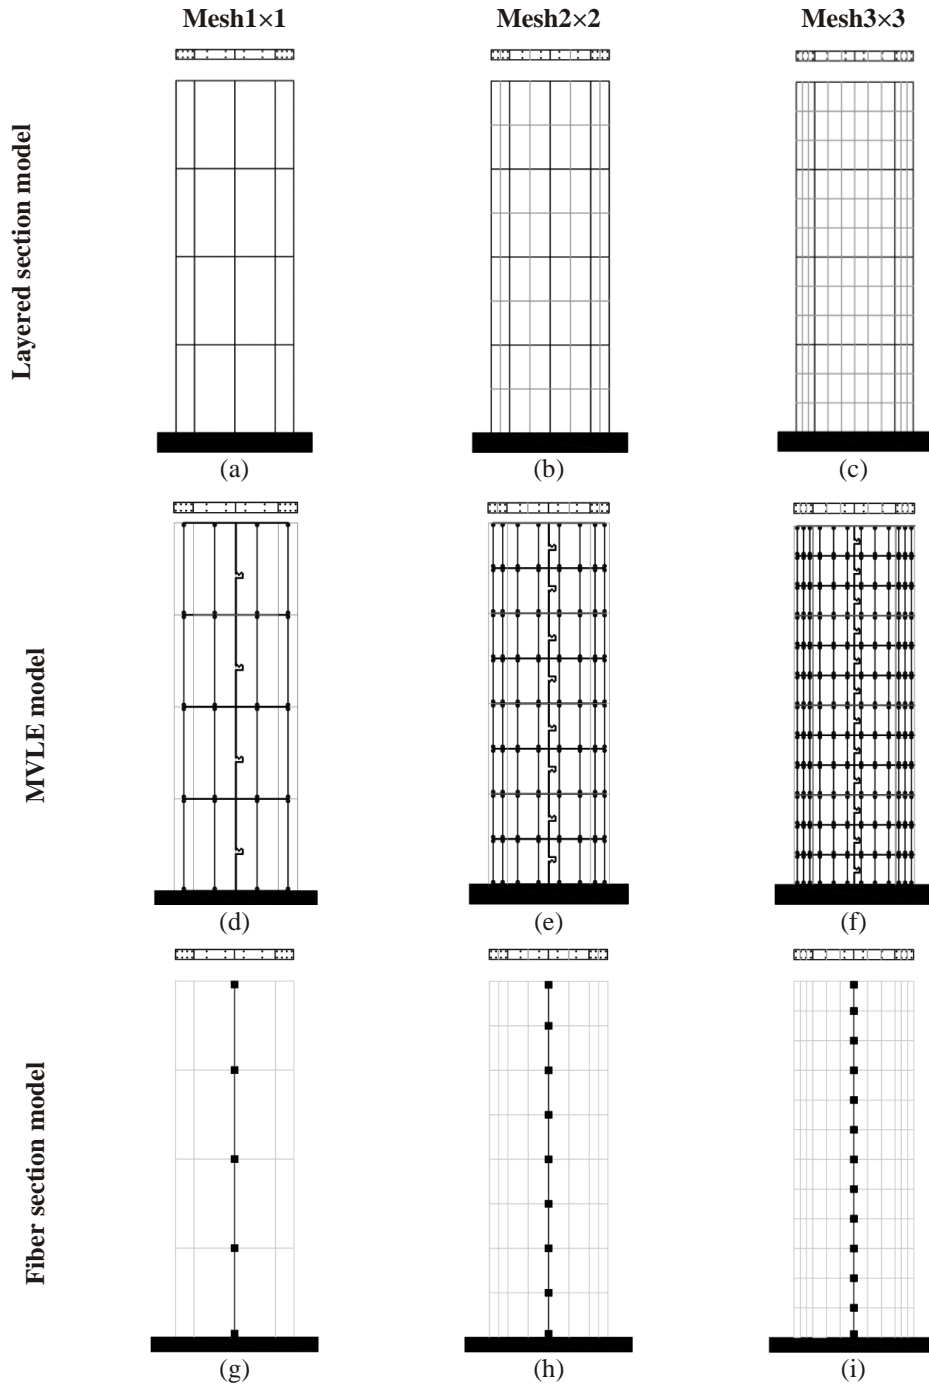 Mesh1×1 Mesh2×2 Mesh3×3
Layered section model
(a) (b) (c)
MVLE model
(d) (e) (f)
Fiber section model
(g) (h) (i)